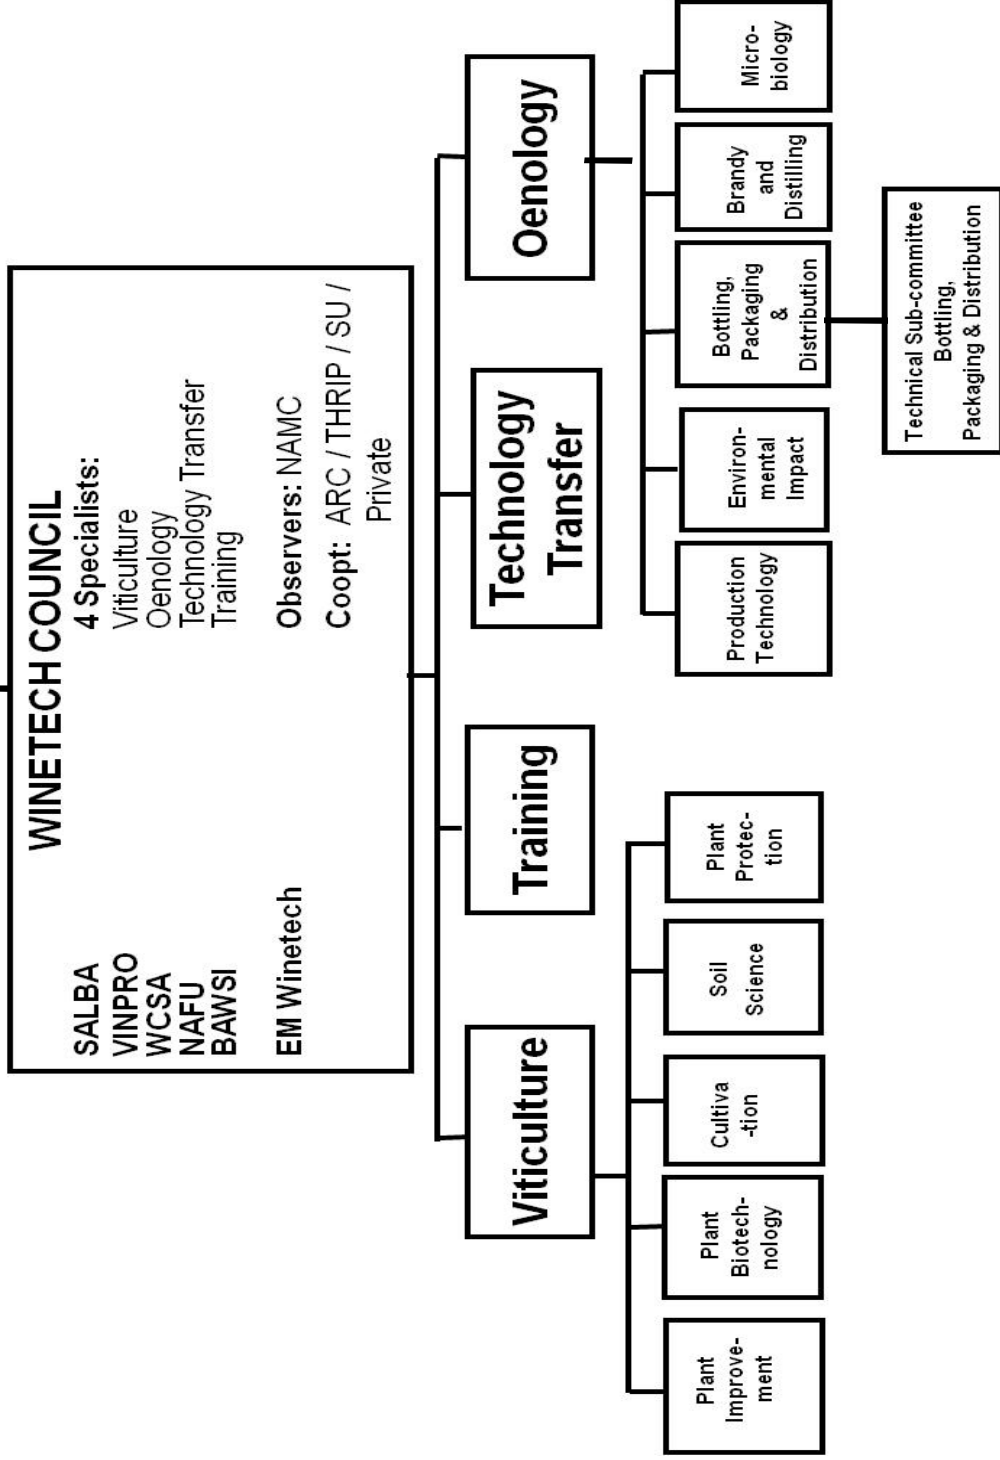 WINETECH COUNCIL
SALBA
VINPRO
WCSA
NAFU
BAWSI
EM Winetech
4 Specialists:
Viticulture
Oenology
Technology Transfer
Training
Observers: NAMC
Coopt: ARC / THRIP / SU /
Private
Viticulture
Training
Technology
Transfer
Oenology
Plant
Improve-
ment
Plant
Biotech-
nology
Cultiva
-tion
Soil
Science
Plant
Protec-
tion
Production
Technology
Environ-
mental
Impact
Bottling,
Packaging
&
Distribution
Brandy
and
Distilling
Micro-
biology
Technical Sub-committee
Bottling,
Packaging & Distribution